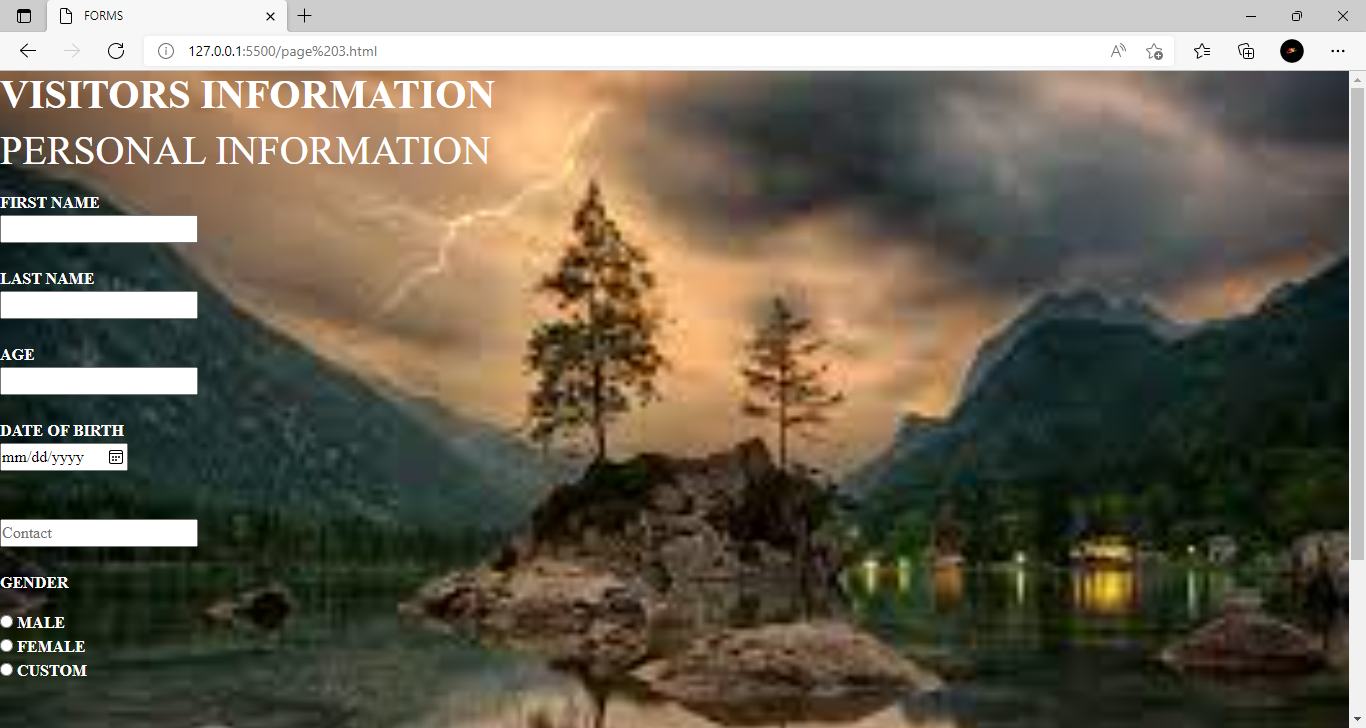 FORMS
127.0.0.1:5500/page%203.html
VISITORS INFORMATION
PERSONAL INFORMATION
FIRST NAME
LAST NAME
AGE
DATE OF BIRTH
mm/dd/yyyy
Contact
GENDER
MALE
FEMALE
CUSTOM